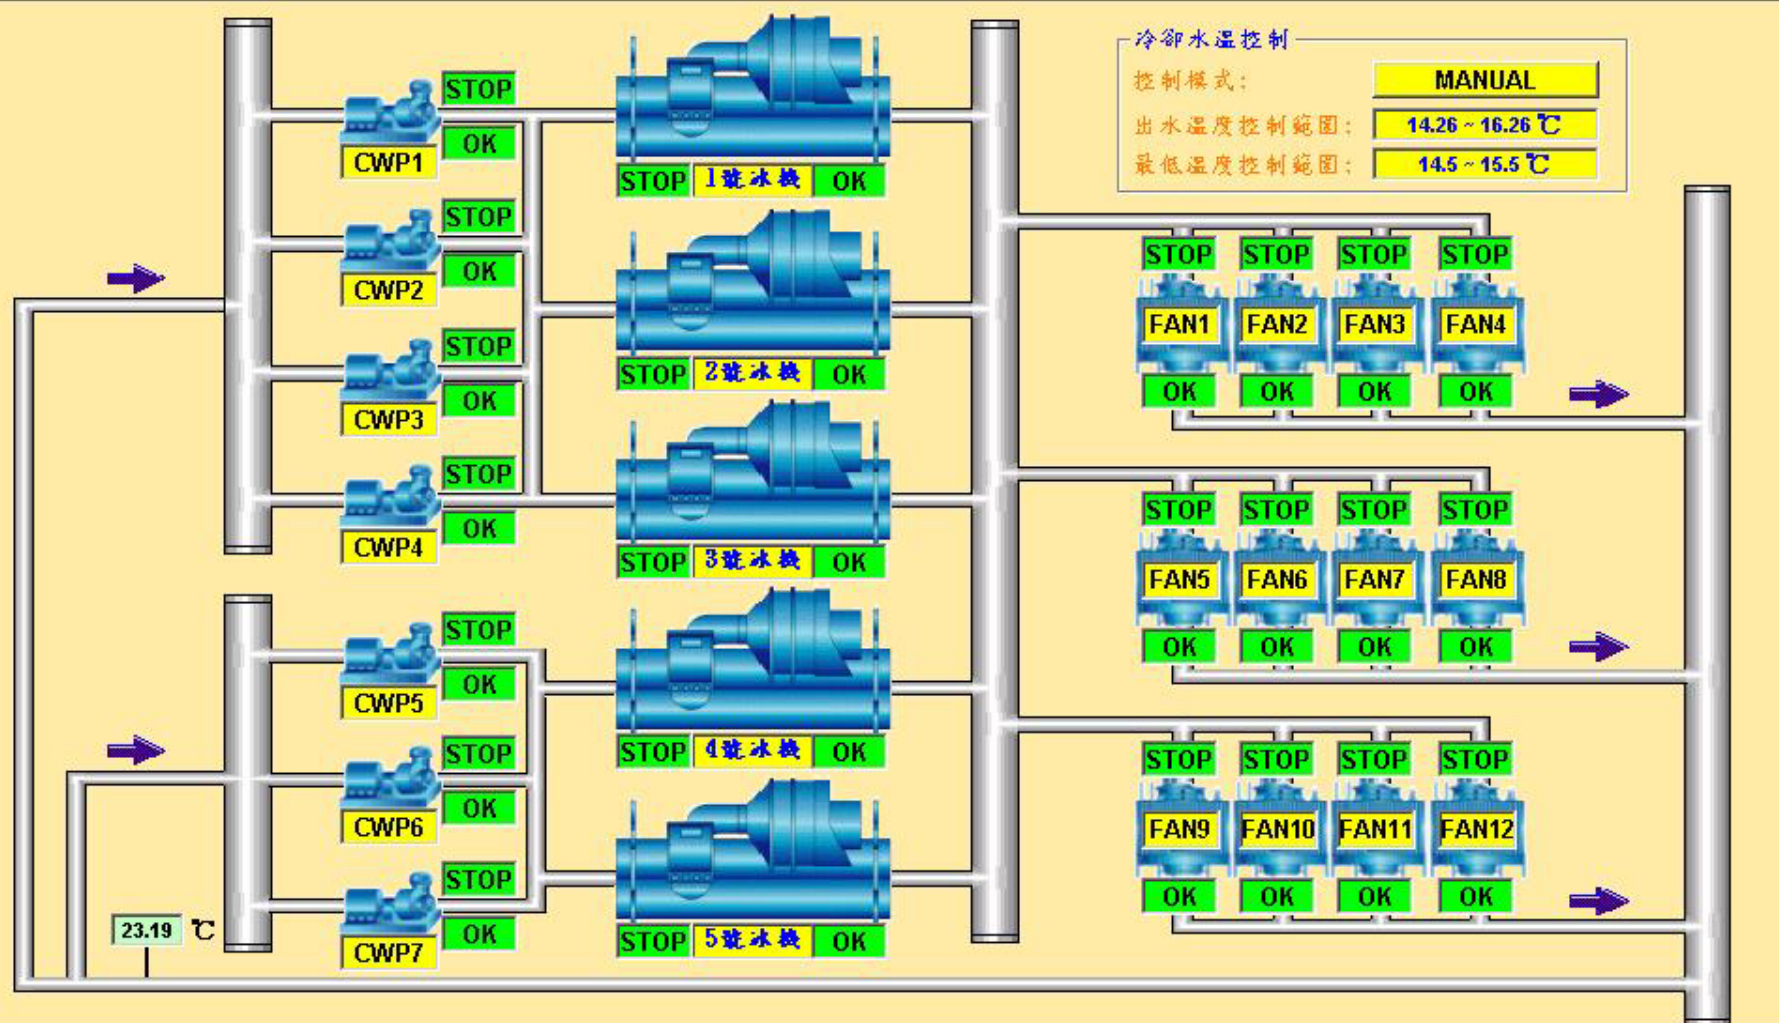 冷卻水溫控制
控制模式: MANUAL
出水溫度控制範圍: 14.26 ~ 16.26 ℃
最低溫度控制範圍: 14.5 ~ 15.5 ℃
STOP
CWP1 OK
STOP 1號冰機 OK
STOP
CWP2 OK
STOP 2號冰機 OK
STOP
CWP3 OK
STOP
CWP4 OK
STOP 3號冰機 OK
STOP
CWP5 OK
STOP 4號冰機 OK
STOP
CWP6 OK
STOP
CWP7 OK
STOP 5號冰機 OK
STOP STOP STOP STOP
FAN1 FAN2 FAN3 FAN4
OK OK OK OK
STOP STOP STOP STOP
FAN5 FAN6 FAN7 FAN8
OK OK OK OK
STOP STOP STOP STOP
FAN9 FAN10 FAN11 FAN12
OK OK OK OK
23.19 ℃